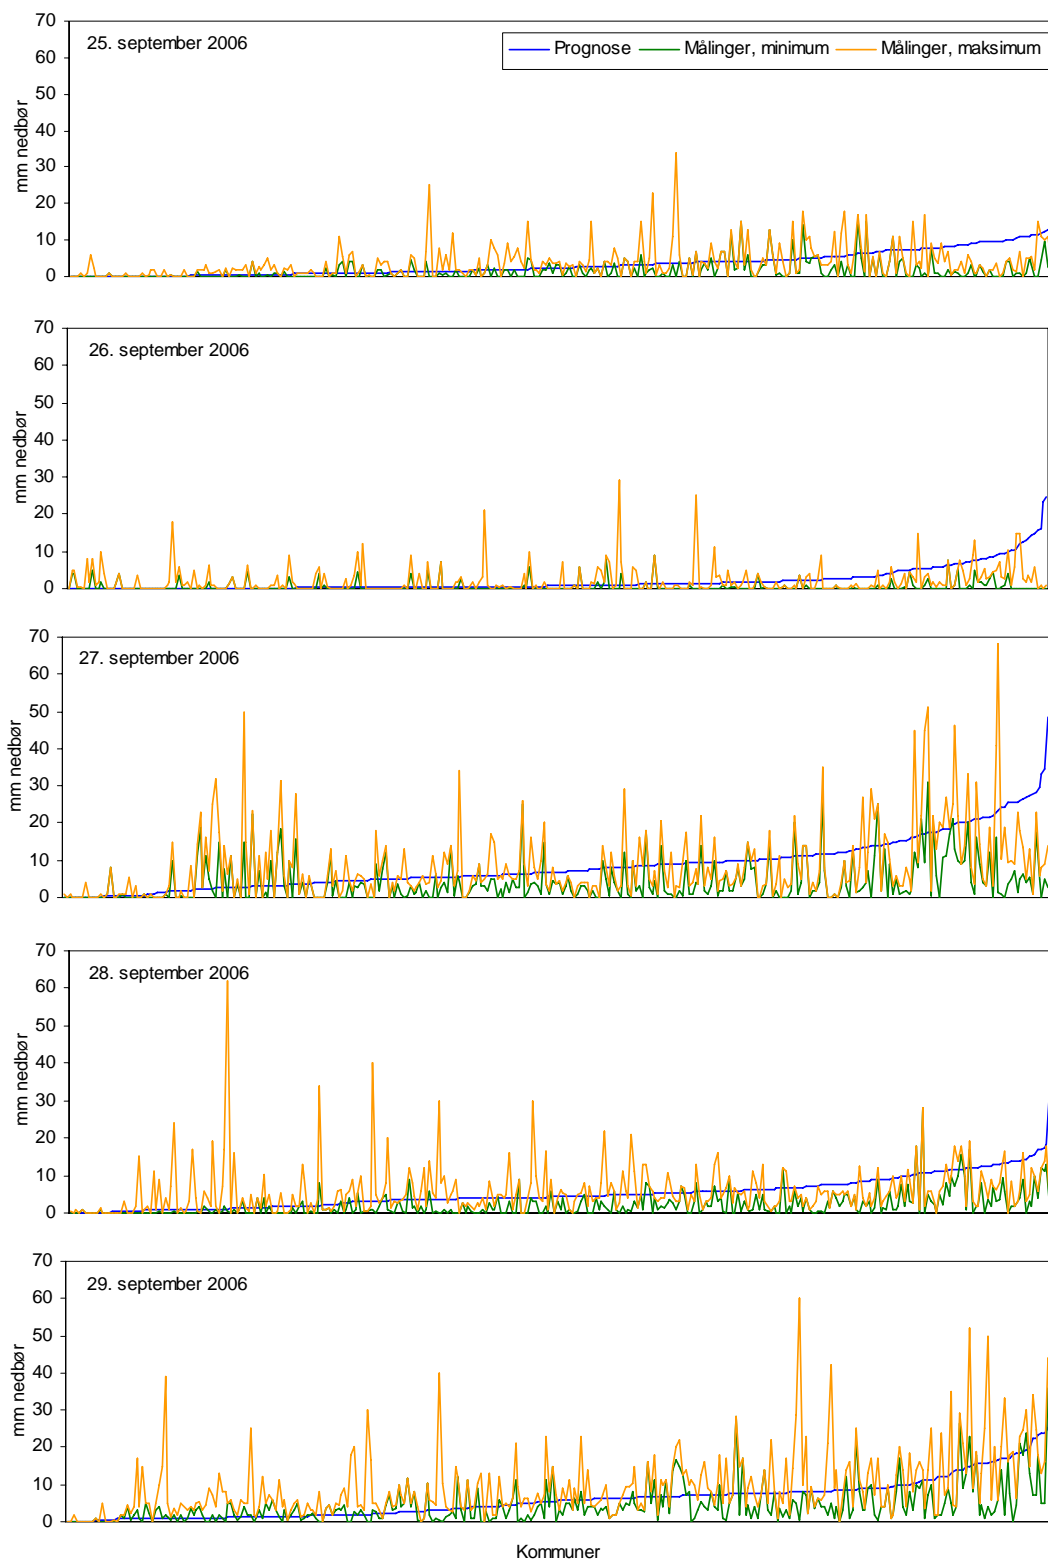 70
60
50
40
30
20
10
0
mm nedbør
25. september 2006
Prognose
Målinger, minimum
Målinger, maksimum
70
60
50
40
30
20
10
0
mm nedbør
26. september 2006
70
60
50
40
30
20
10
0
mm nedbør
27. september 2006
70
60
50
40
30
20
10
0
mm nedbør
28. september 2006
70
60
50
40
30
20
10
0
mm nedbør
29. september 2006
Kommuner